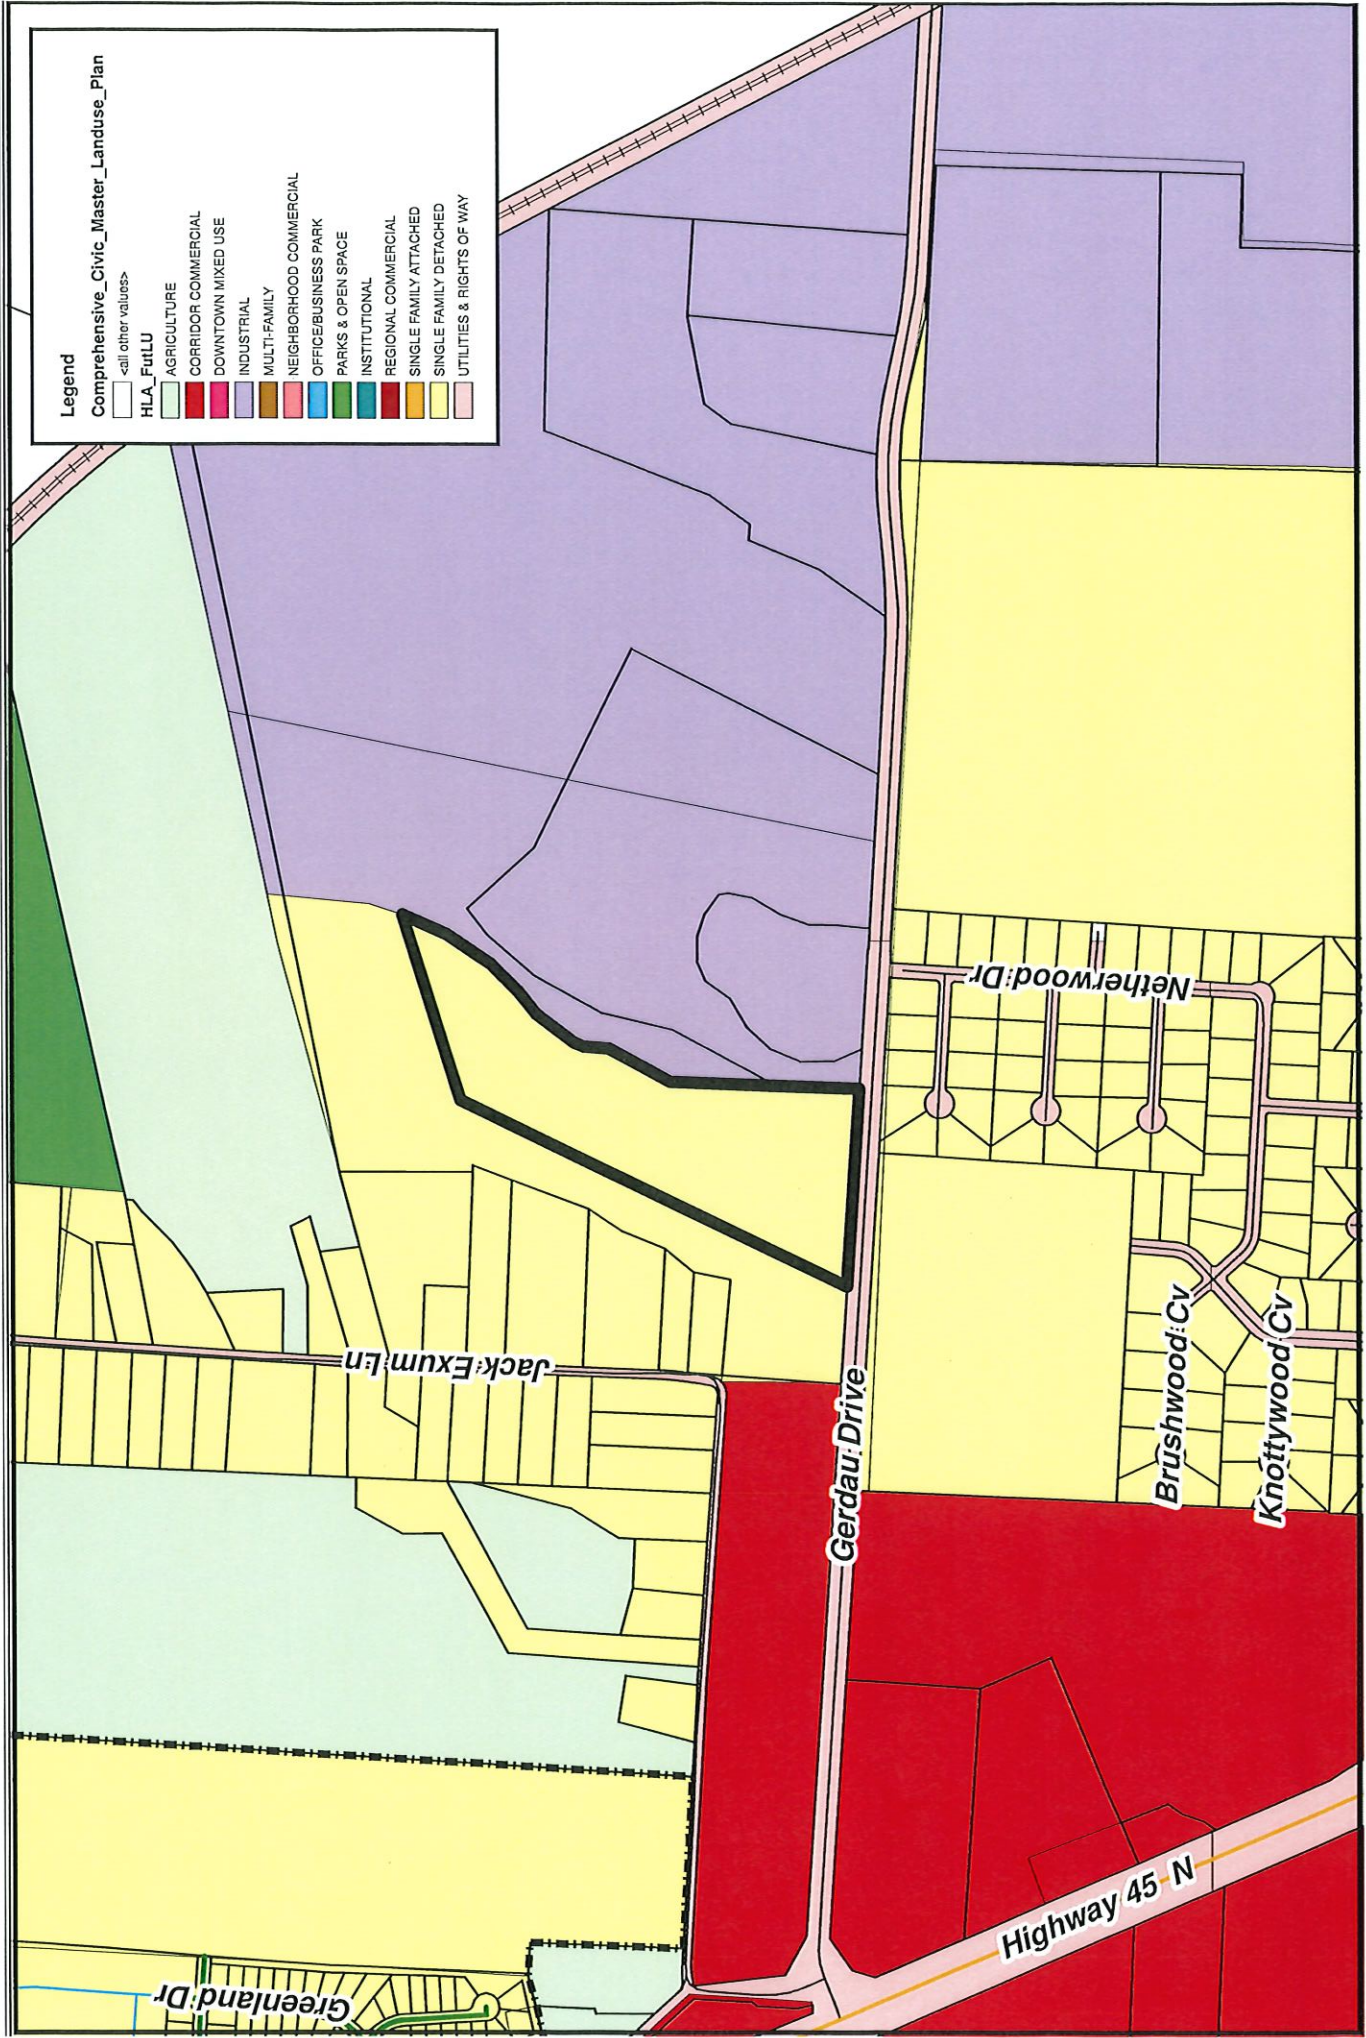 Legend
Comprehensive_Civic_Master_Landuse_Plan
<all other values>
HLA_FutLU
AGRICULTURE
CORRIDOR COMMERCIAL
DOWNTOWN MIXED USE
INDUSTRIAL
MULTI-FAMILY
NEIGHBORHOOD COMMERCIAL
OFFICE/BUSINESS PARK
PARKS & OPEN SPACE
INSTITUTIONAL
REGIONAL COMMERCIAL
SINGLE FAMILY ATTACHED
SINGLE FAMILY DETACHED
UTILITIES & RIGHTS OF WAY
Netherwood Dr
Jack Exum Ln
Gerdau Drive
Brushwood Cv
Knottywood Cv
Highway 45 N
Greenland Dr